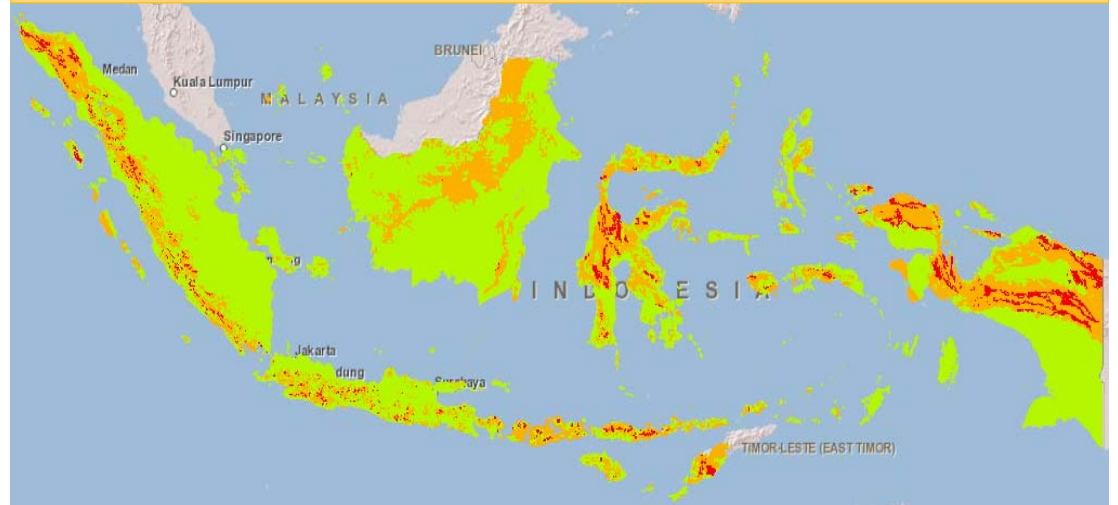 BRUNEI
Medan
Kuala Lumpur
MALAYSIA
Singapore
INDONESIA
Jakarta
dung
TIMOR-LESTE (EAST TIMOR)